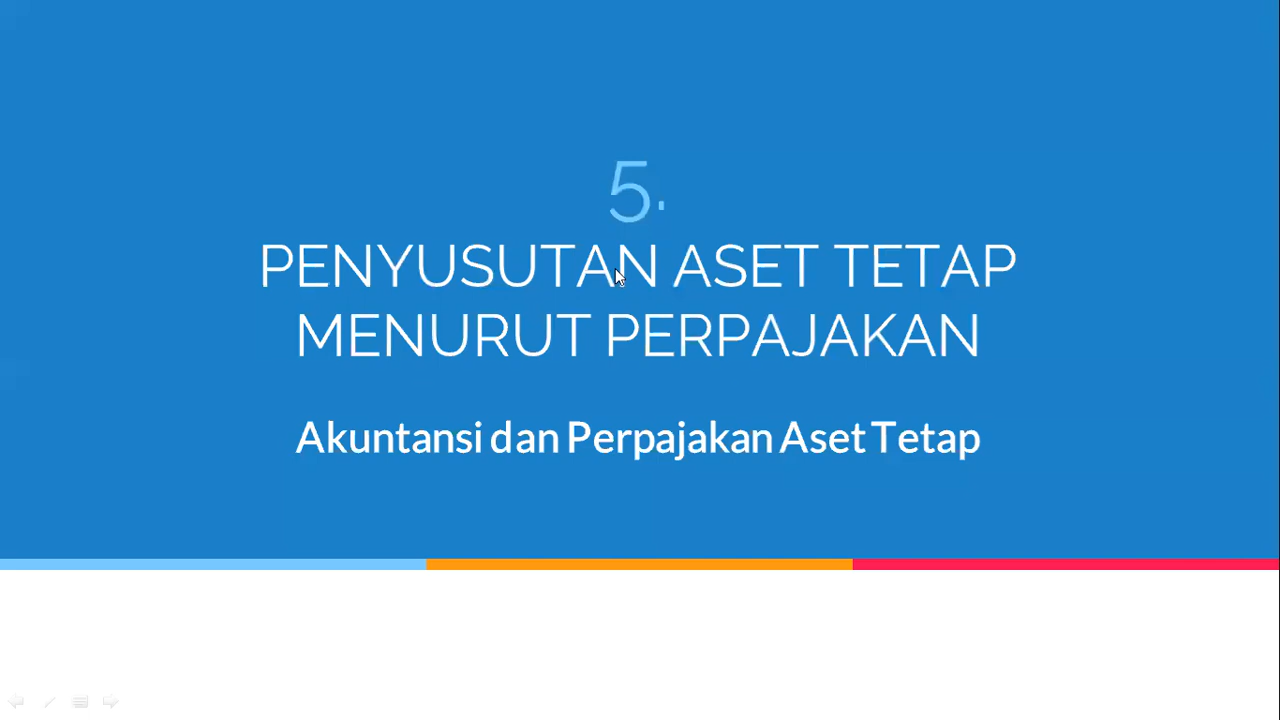 5.
PENYUSUTAN ASET TETAP
MENURUT PERPAJAKAN
Akuntansi dan Perpajakan Aset Tetap